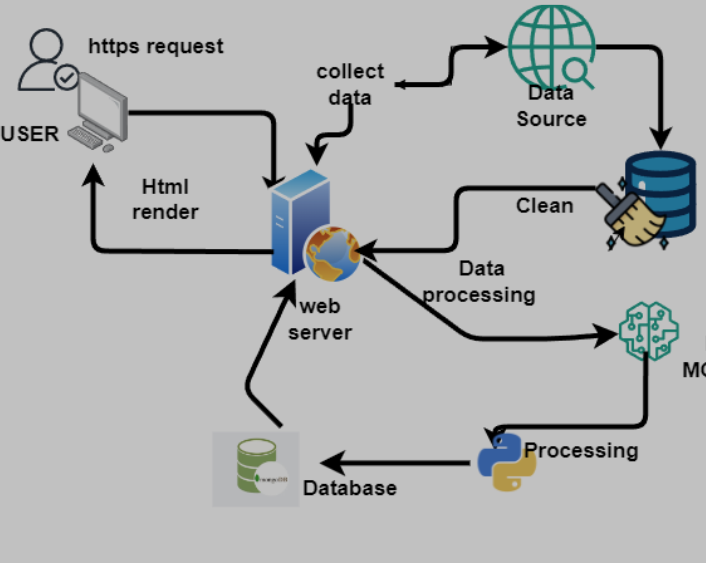 https request
collect
data
Data
Source
USER
Html
render
Clean
Data
processing
web
server
MO
Processing
Database